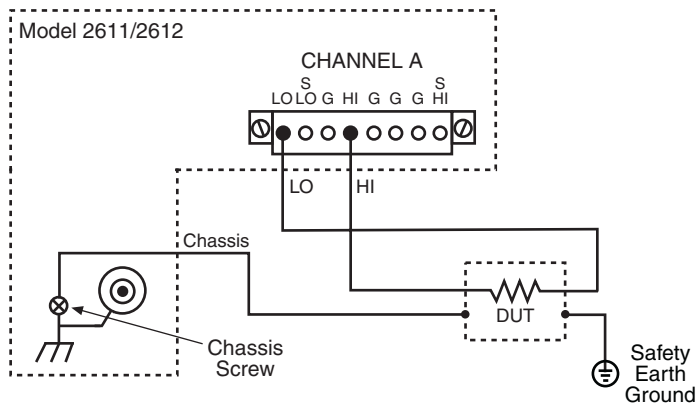 Model 2611/2612
CHANNEL A
S S
LO LO G HI G G G HI
LO HI
Chassis
DUT
Chassis
Screw
Safety
Earth
Ground